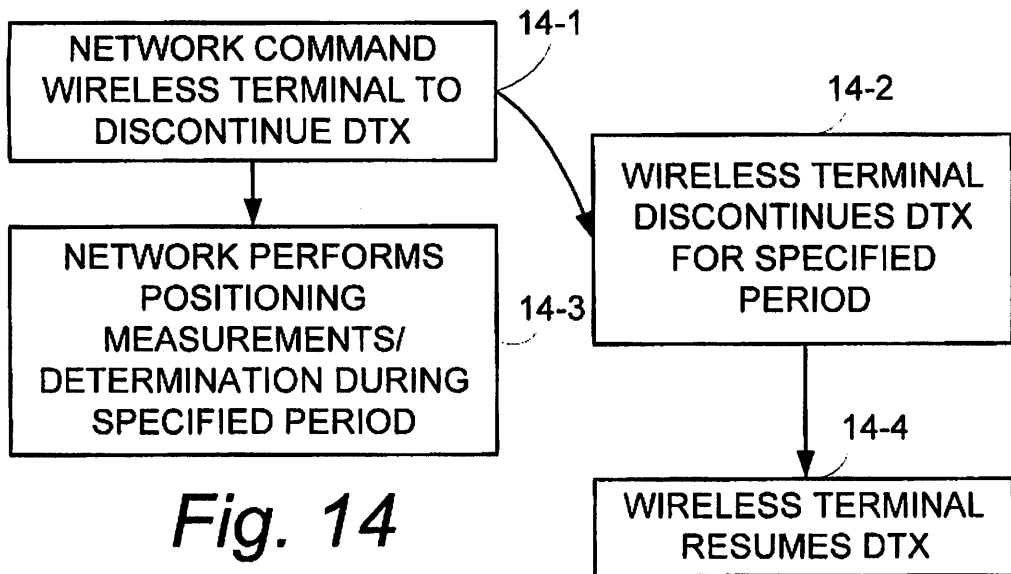 14-1
NETWORK COMMAND
WIRELESS TERMINAL TO
DISCONTINUE DTX
14-2
WIRELESS TERMINAL
DISCONTINUES DTX
FOR SPECIFIED
PERIOD
NETWORK PERFORMS
POSITIONING
MEASUREMENTS/
DETERMINATION DURING
SPECIFIED PERIOD
14-3
14-4
WIRELESS TERMINAL
RESUMES DTX
Fig. 14